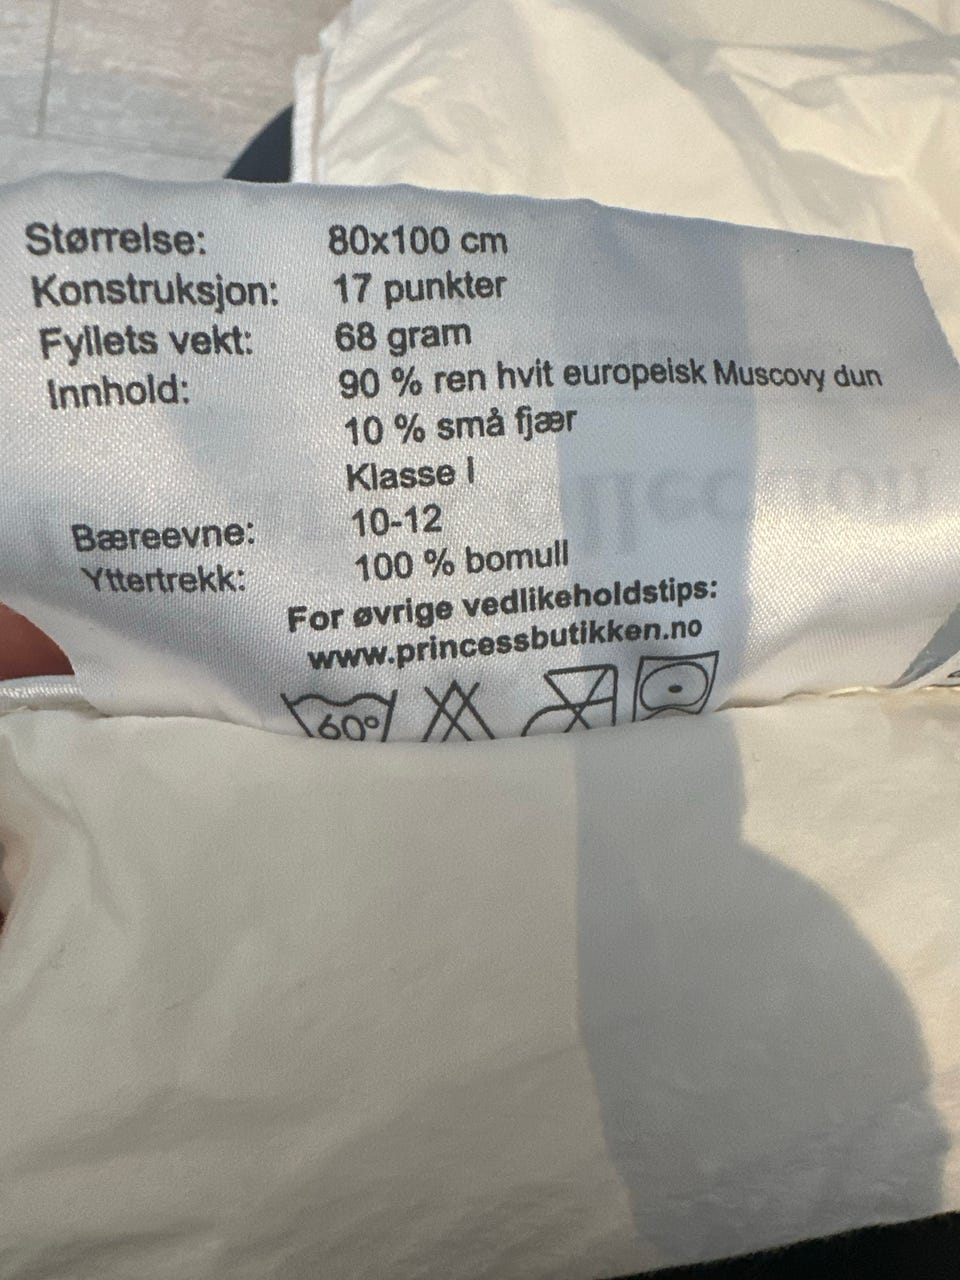 Størrelse: 80x100 cm
Konstruksjon: 17 punkter
Fyllets vekt: 68 gram
Innhold: 90 % ren hvit europeisk Muscovy dun
10 % små fjær
Klasse I
Bæreevne: 10-12
Yttertrekk: 100 % bomull
For øvrige vedlikeholdstips:
www.princessbutikken.no
60°